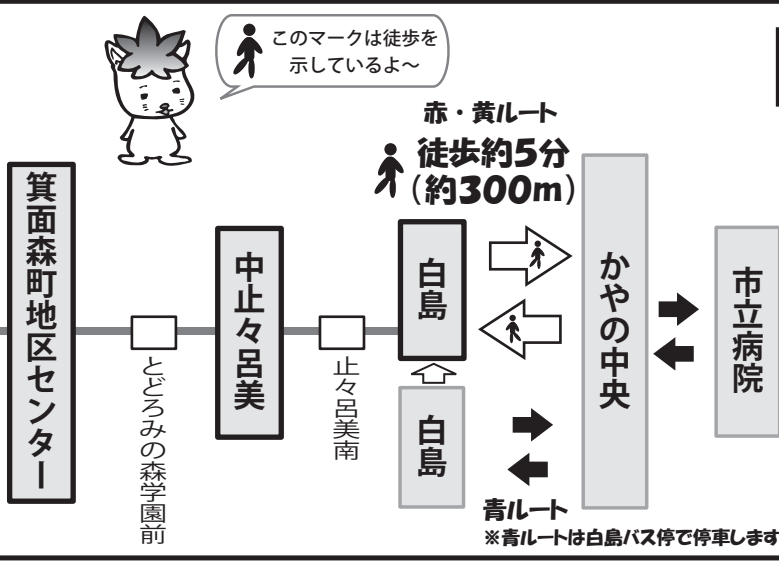 このマークは徒歩を
示しているよ～
赤・黄ルート
徒歩約5分
（約300m）
箕面森町地区センター
とどろみの森学園前
中止々呂美
止々呂美南
白島
白島
かやの中央
市立病院
青ルート
※青ルートは白島バス停で停車します